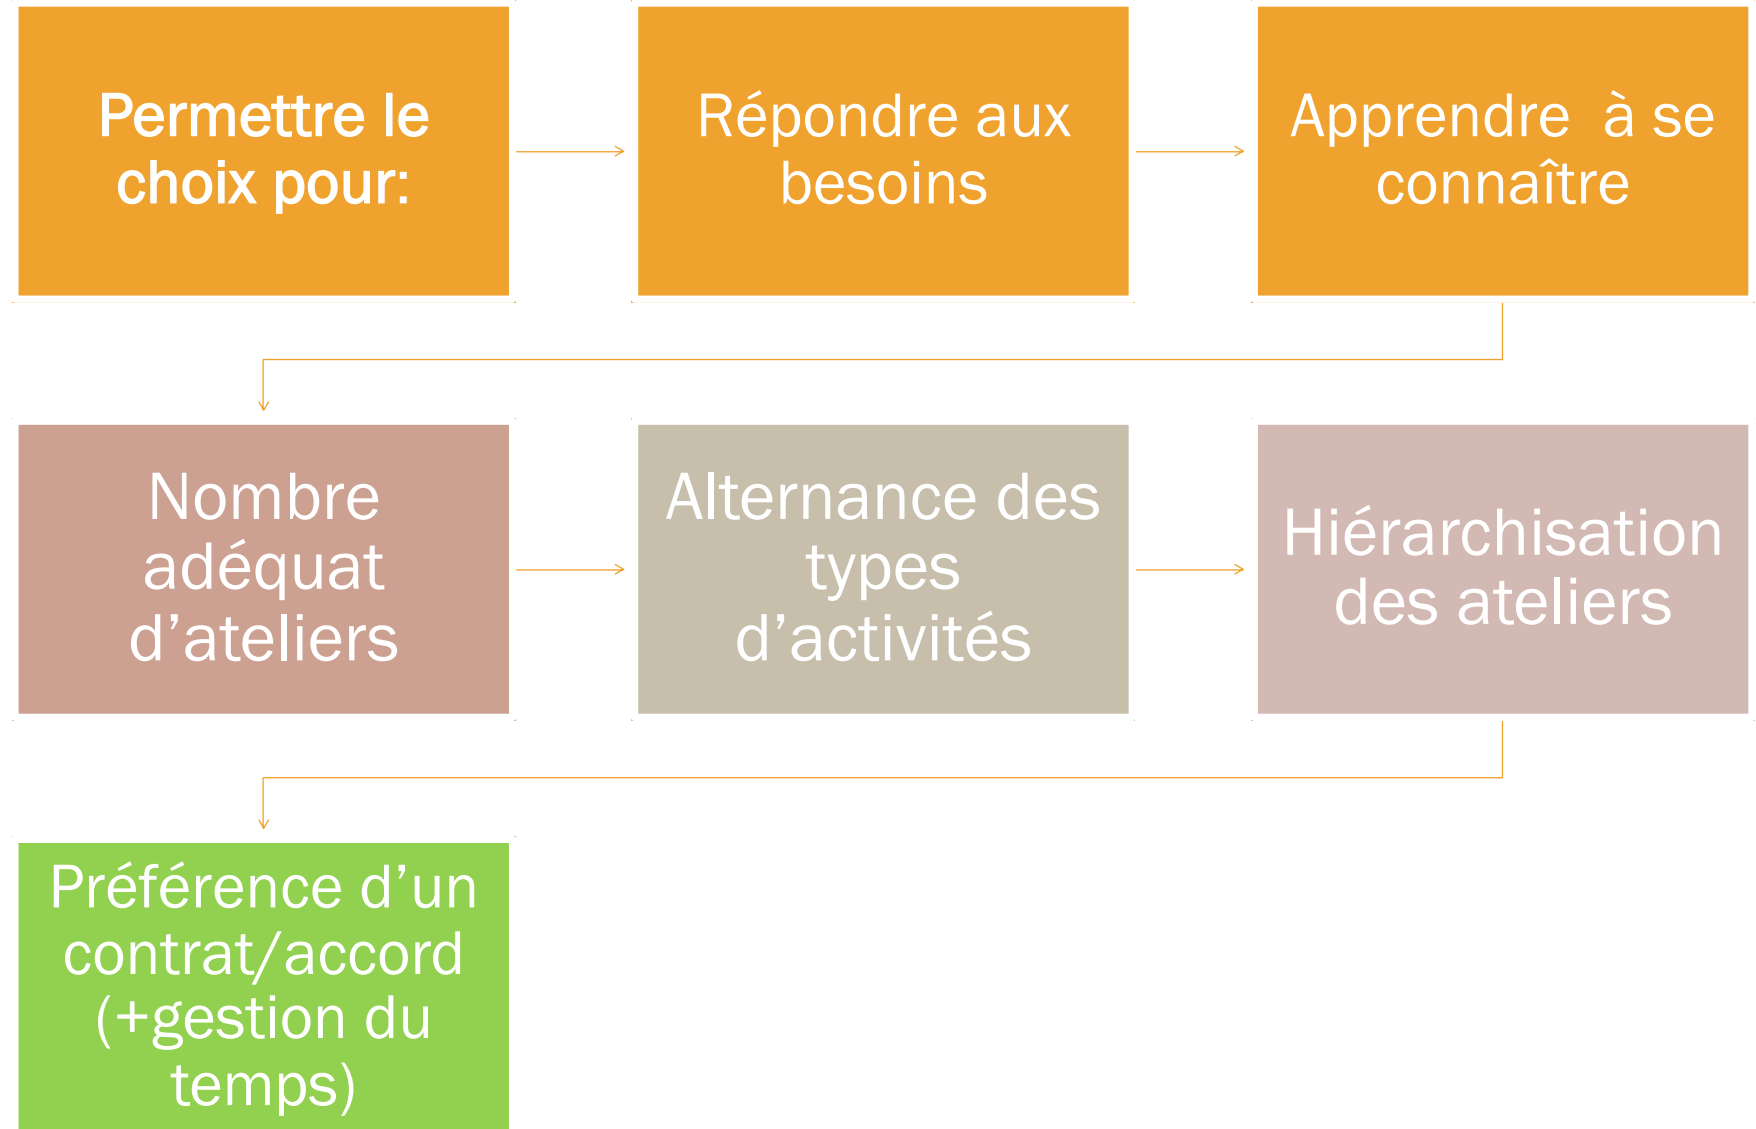 Permettre le
choix pour:
Répondre aux
besoins
Apprendre  à se
connaître
Nombre
adéquat
d’ateliers
Alternance des
types
d’activités
Hiérarchisation
des ateliers
Préférence d’un
contrat/accord
(+gestion du
temps)